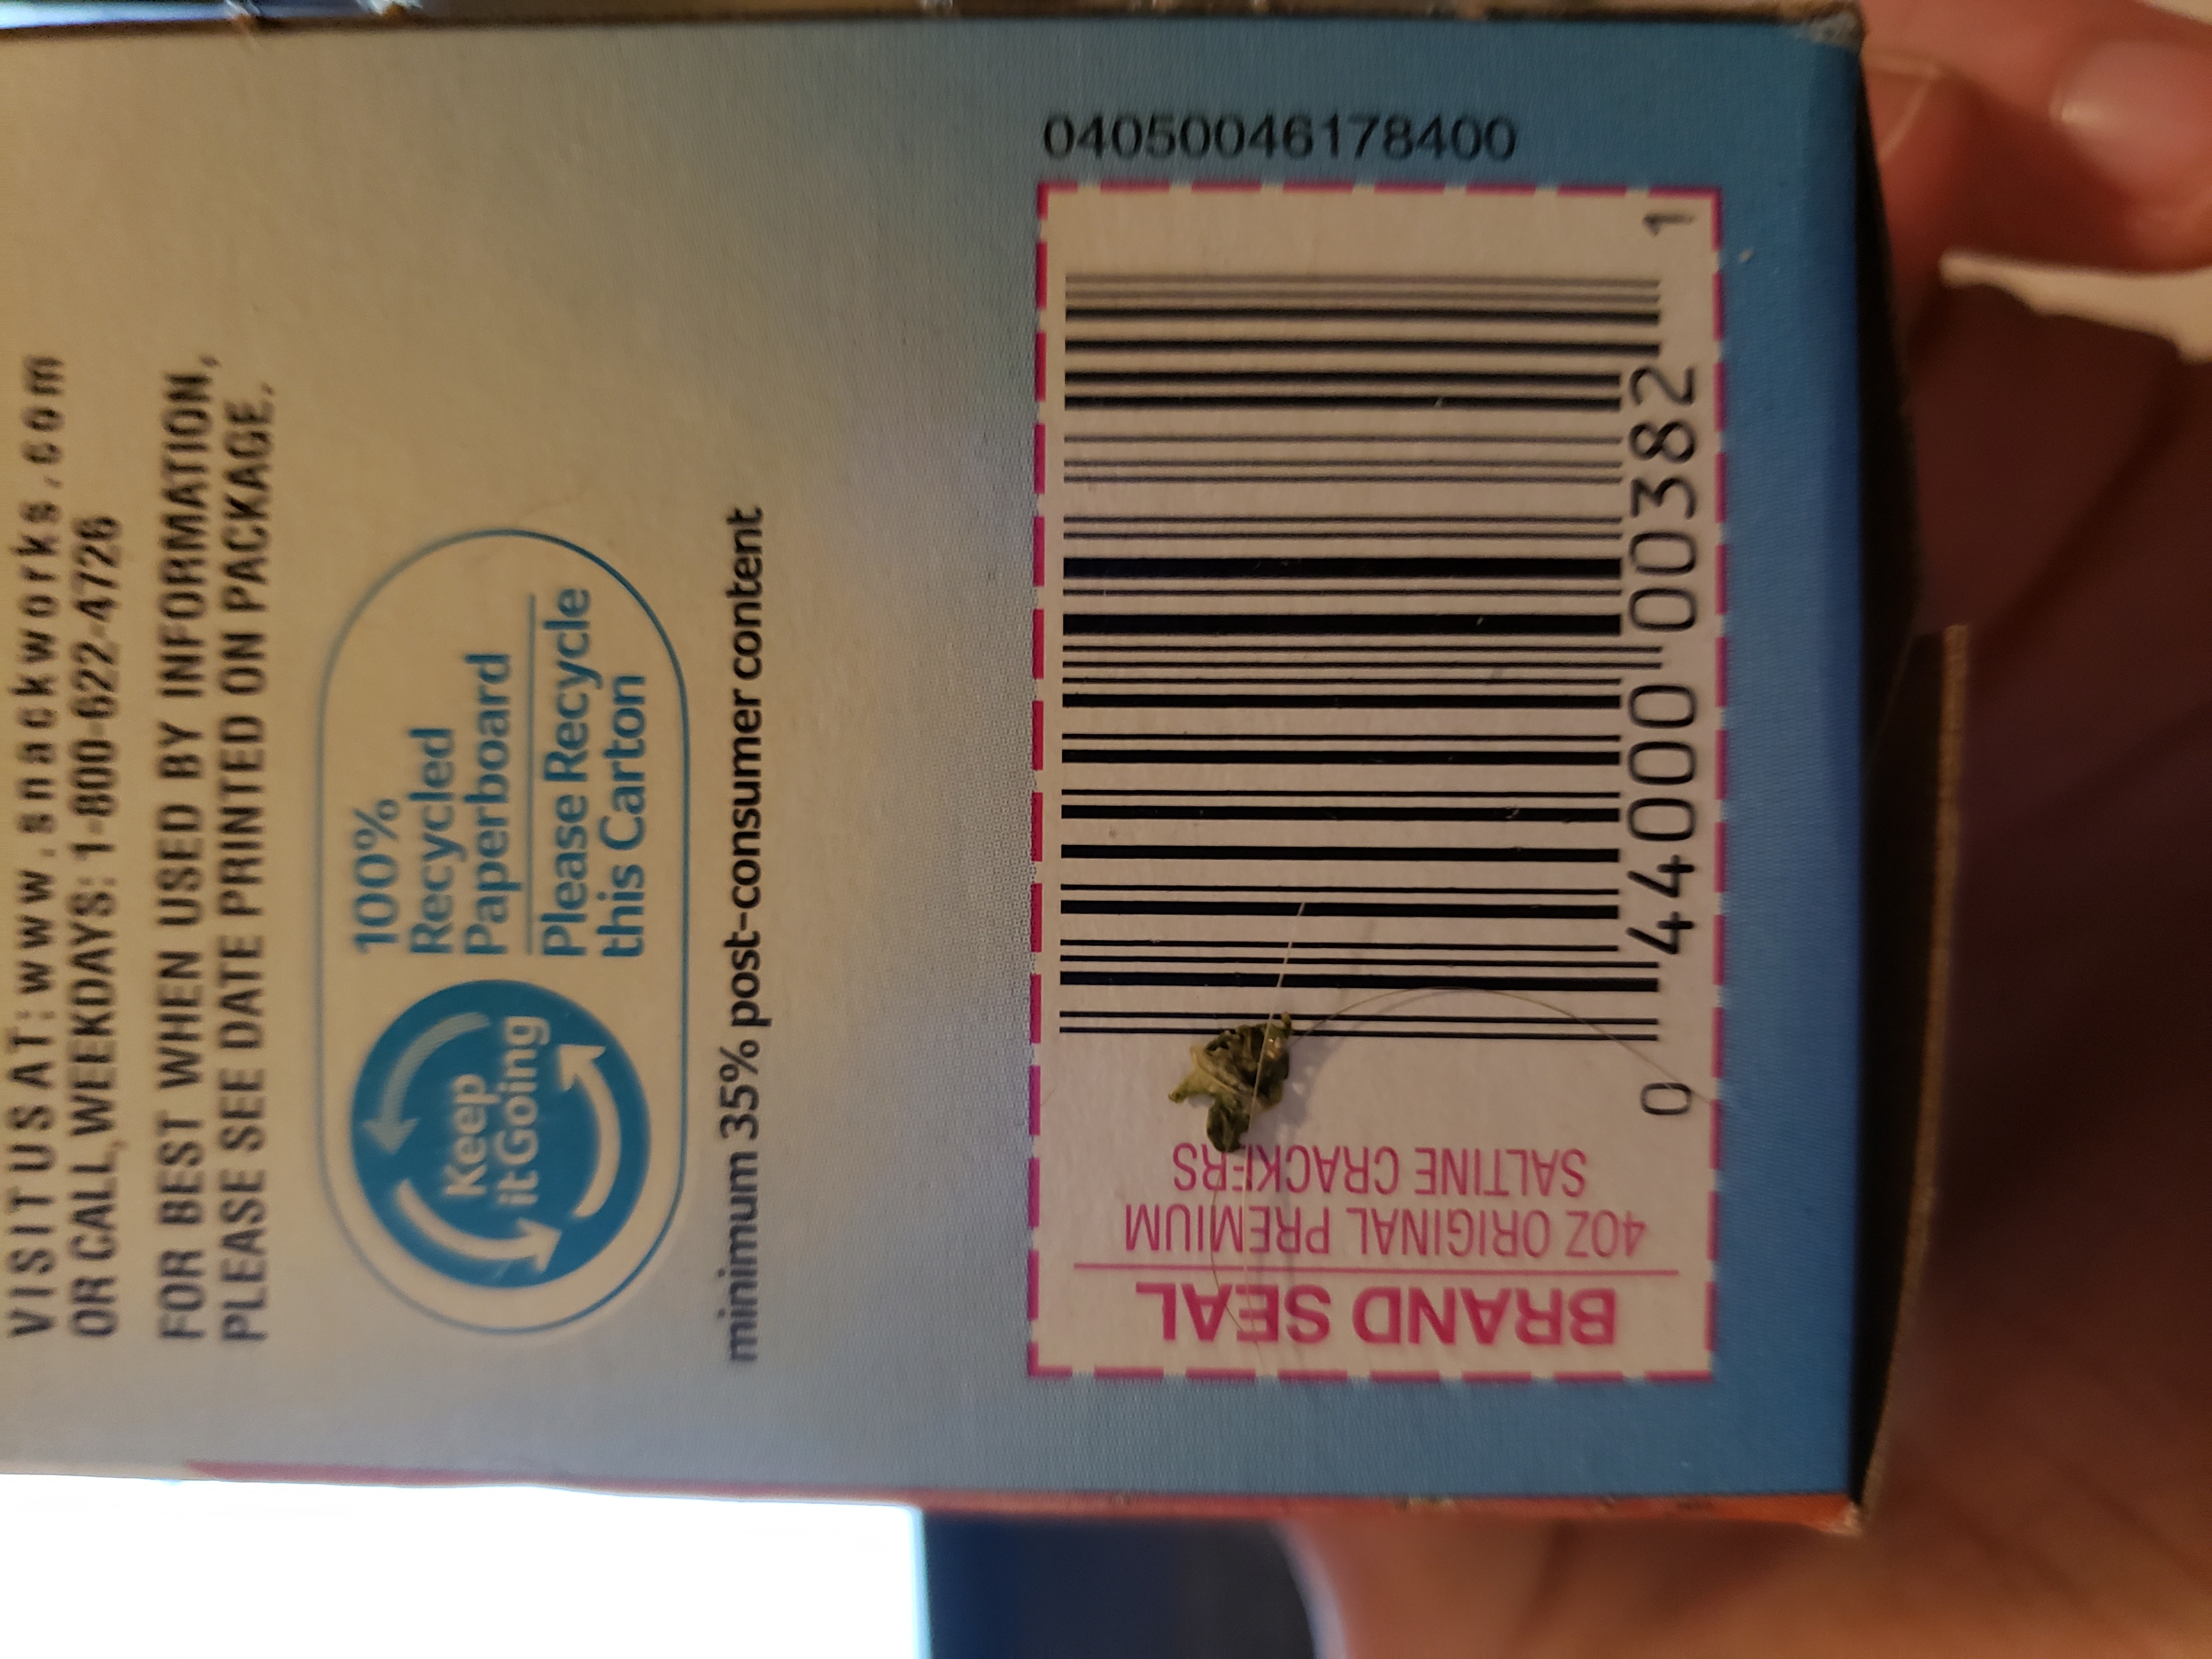 VISIT US AT: www.snackworks.com
OR CALL, WEEKDAYS: 1-800-622-4726
FOR BEST WHEN USED BY INFORMATION,
PLEASE SEE DATE PRINTED ON PACKAGE.
Keep
it Going
100%
Recycled
Paperboard
Please Recycle
this Carton
minimum 35% post-consumer content
BRAND SEAL
4OZ ORIGINAL PREMIUM
SALTINE CRACKERS
0 44000 00382 1
04050046178400